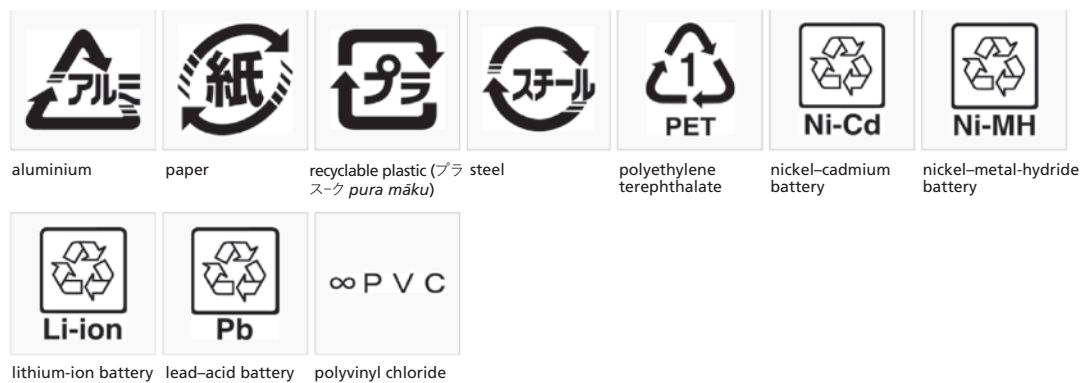 アルミ
紙
プラ
スチール
1
PET
Ni-Cd
Ni-MH
aluminium
paper
recyclable plastic (プラ
スｰク pura māku)
steel
polyethylene
terephthalate
nickel–cadmium
battery
nickel–metal-hydride
battery
Li-ion
Pb
∞PVC
lithium-ion battery
lead–acid battery
polyvinyl chloride